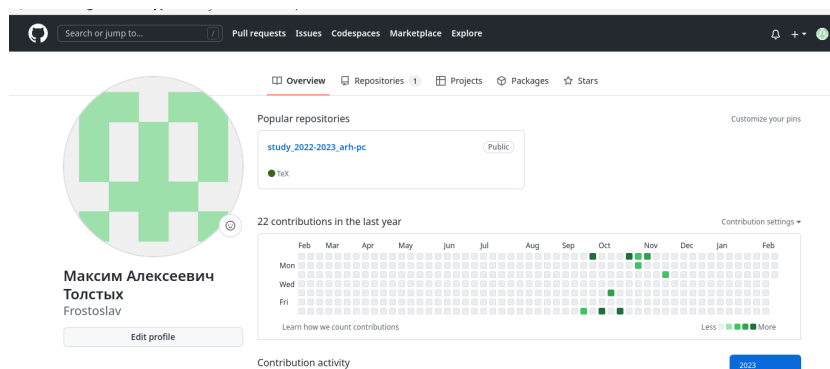 Search or jump to... / Pull requests Issues Codespaces Marketplace Explore
Overview Repositories 1 Projects Packages Stars
Popular repositories Customize your pins
study_2022-2023_arh-pc Public
TeX
22 contributions in the last year Contribution settings
Feb Mar Apr May Jun Jul Aug Sep Oct Nov Dec Jan Feb
Mon
Wed
Fri
Learn how we count contributions Less More
Максим Алексеевич
Толстых
Frostoslav
Edit profile
Contribution activity 2023